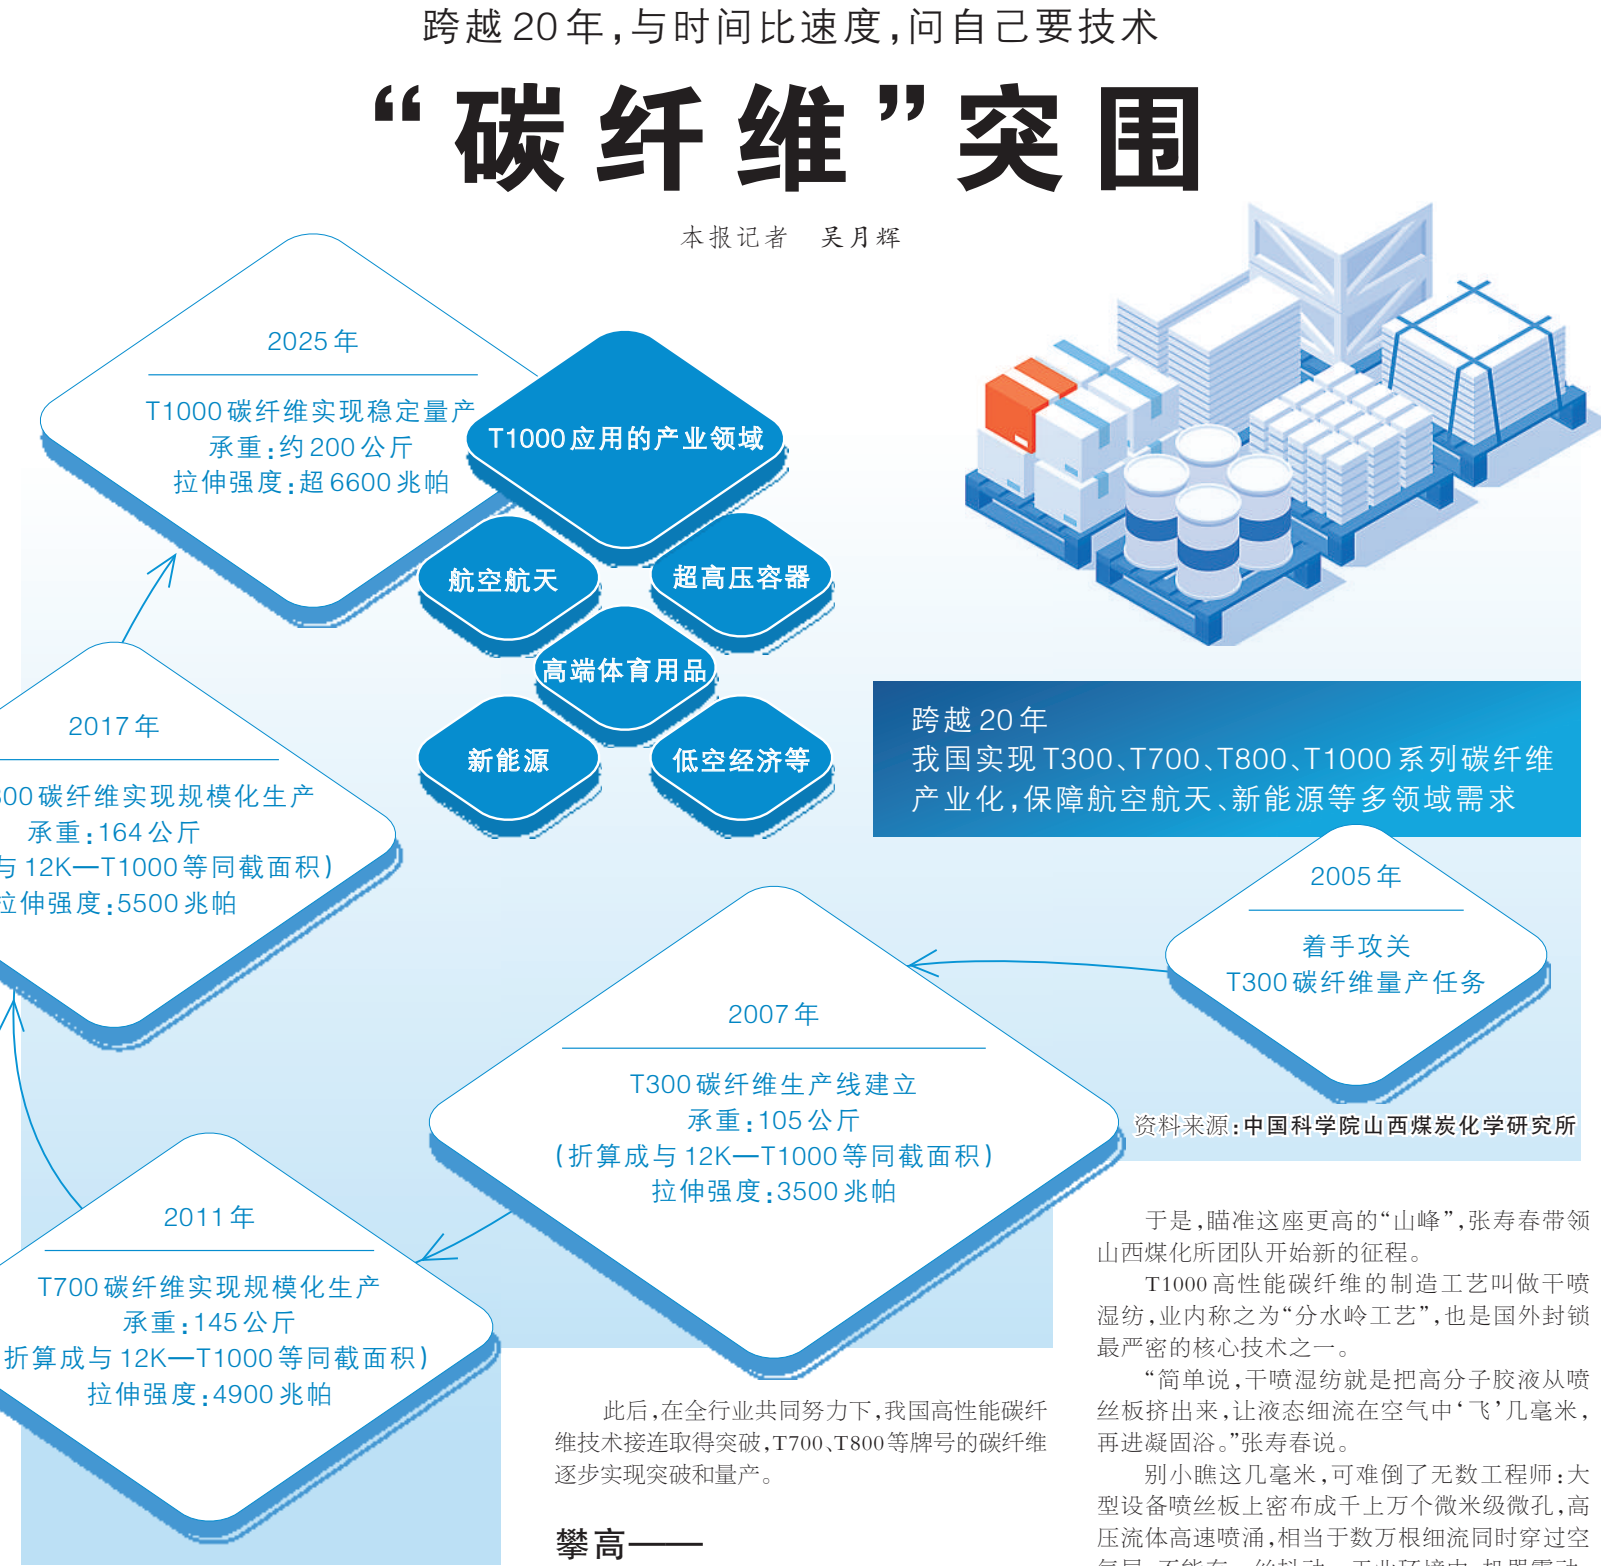 跨越20年,与时间比速度,问自己要技术
“碳纤维”突围
本报记者 吴月辉
2025年
T1000碳纤维实现稳定量产
承重:约200公斤
拉伸强度:超6600兆帕
T1000应用的产业领域
航空航天
超高压容器
高端体育用品
新能源
低空经济等
2017年
00碳纤维实现规模化生产
承重:164公斤
与12K—T1000等同截面积)
拉伸强度:5500兆帕
跨越20年
我国实现T300、T700、T800、T1000系列碳纤维
产业化,保障航空航天、新能源等多领域需求
2005年
着手攻关
T300碳纤维量产任务
2007年
T300碳纤维生产线建立
承重:105公斤
(折算成与12K—T1000等同截面积)
拉伸强度:3500兆帕
资料来源:中国科学院山西煤炭化学研究所
2011年
T700碳纤维实现规模化生产
承重:145公斤
折算成与12K—T1000等同截面积)
拉伸强度:4900兆帕
此后,在全行业共同努力下,我国高性能碳纤
维技术接连取得突破,T700、T800等牌号的碳纤维
逐步实现突破和量产。
攀高——
于是,瞄准这座更高的“山峰”,张寿春带领
山西煤化所团队开始新的征程。
T1000高性能碳纤维的制造工艺叫做干喷
湿纺,业内称之为“分水岭工艺”,也是国外封锁
最严密的核心技术之一。
“简单说,干喷湿纺就是把高分子胶液从喷
丝板挤出来,让液态细流在空气中‘飞’几毫米,
再进凝固浴。”张寿春说。
别小瞧这几毫米,可难倒了无数工程师:大
型设备喷丝板上密布成千上万个微米级微孔,高
压流体高速喷涌,相当于数万根细流同时穿过空